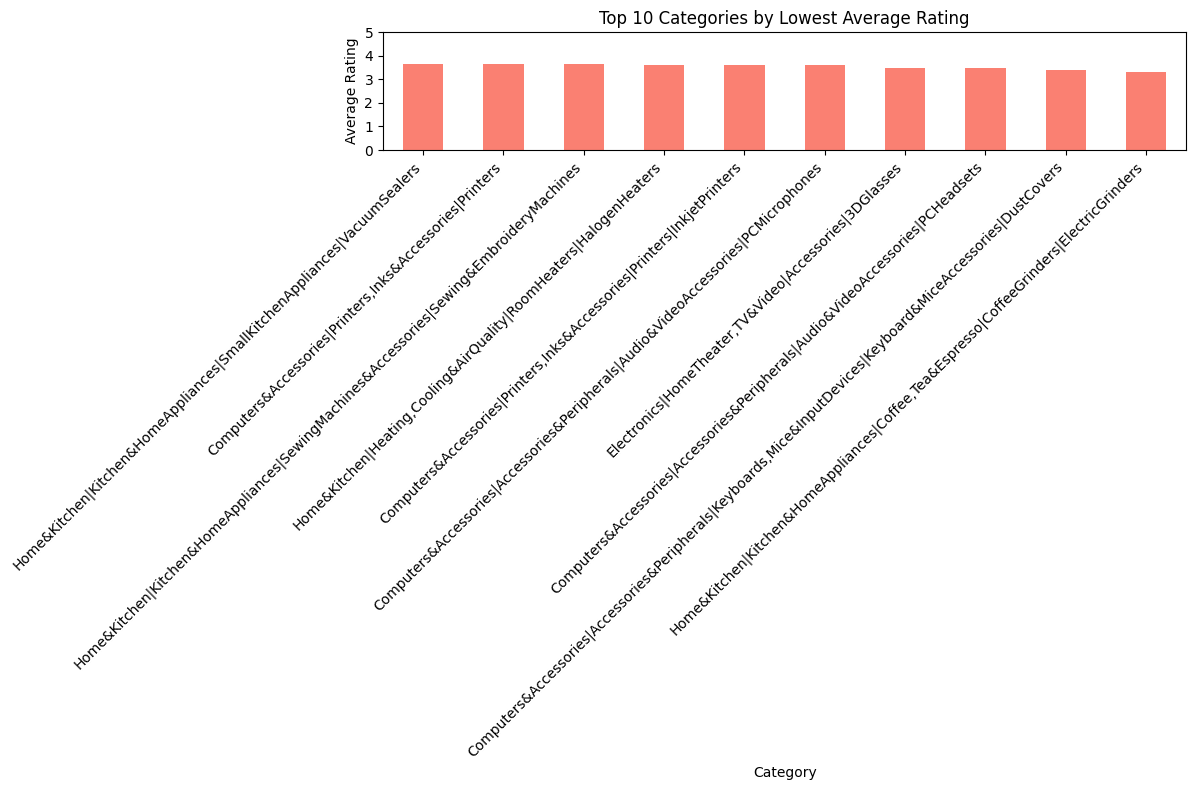 Top 10 Categories by Lowest Average Rating
Average Rating
5
4
3
2
1
0
Home&Kitchen|Kitchen&HomeAppliances|SmallKitchenAppliances|VacuumSealers
Computers&Accessories|Printers,Inks&Accessories|Printers
Home&Kitchen|Kitchen&HomeAppliances|SewingMachines&Accessories|Sewing&EmbroideryMachines
Home&Kitchen|Heating,Cooling&AirQuality|RoomHeaters|HalogenHeaters
Computers&Accessories|Printers,Inks&Accessories|Printers|InkjetPrinters
Computers&Accessories|Accessories&Peripherals|Audio&VideoAccessories|PCMicrophones
Electronics|HomeTheater,TV&Video|Accessories|3DGlasses
Computers&Accessories|Accessories&Peripherals|Audio&VideoAccessories|PCHeadsets
Computers&Accessories|Accessories&Peripherals|Keyboards,Mice&InputDevices|Keyboard&MiceAccessories|DustCovers
Home&Kitchen|Kitchen&HomeAppliances|Coffee,Tea&Espresso|CoffeeGrinders|ElectricGrinders
Category